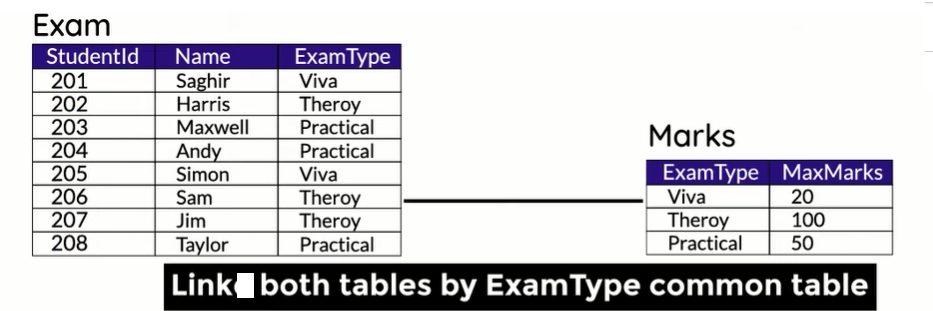 Exam
StudentId Name ExamType
201 Saghir Viva
202 Harris Theroy
203 Maxwell Practical
204 Andy Practical
205 Simon Viva
206 Sam Theroy
207 Jim Theroy
208 Taylor Practical
Marks
ExamType MaxMarks
Viva 20
Theroy 100
Practical 50
Link both tables by ExamType common table